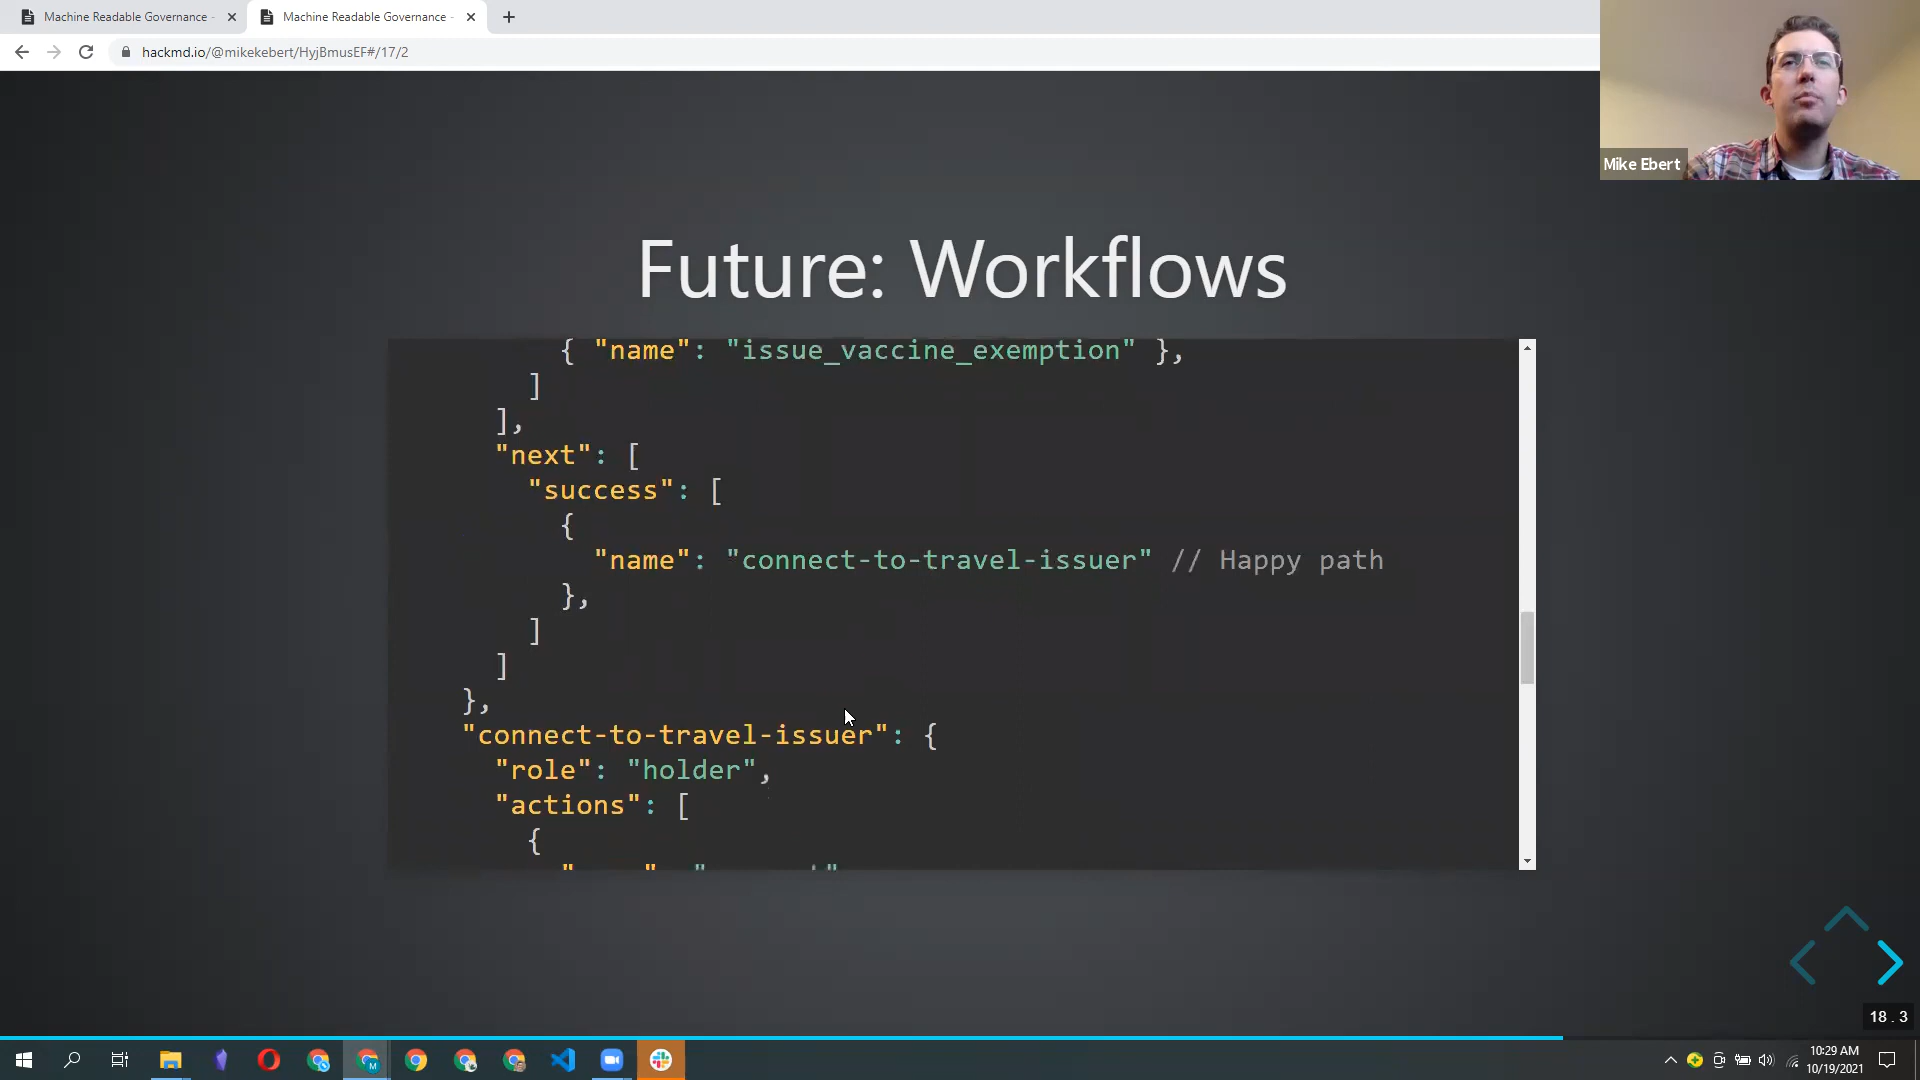 Machine Readable Governance -
Machine Readable Governance -
hackmd.io/@mikekebert/HyjBmusEF#/17/2
Mike Ebert
Future: Workflows
{ "name": "issue_vaccine_exemption" },
]
],
"next": [
"success": [
{
"name": "connect-to-travel-issuer" // Happy path
},
]
]
},
"connect-to-travel-issuer": {
"role": "holder",
"actions": [
{
18 . 3
10:29 AM
10/19/2021